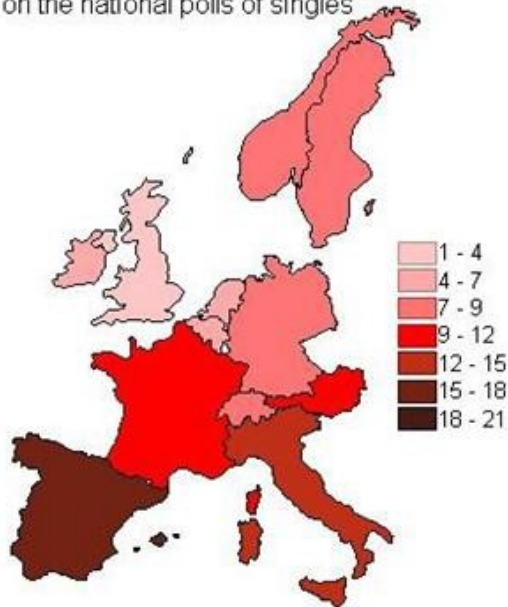 on the national polls of singles
1 - 4
4 - 7
7 - 9
9 - 12
12 - 15
15 - 18
18 - 21